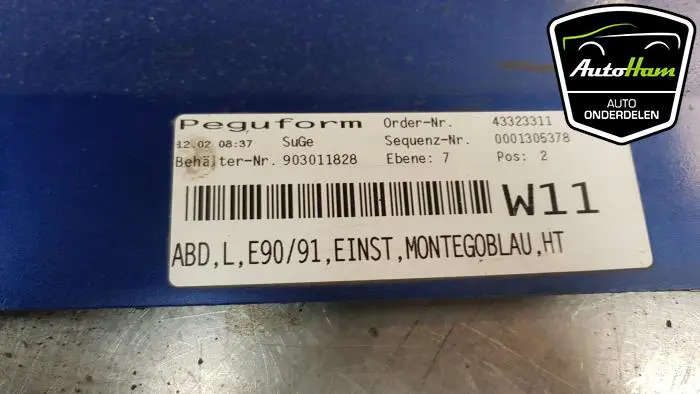 AutoHam
AUTO
ONDERDELEN
Peguform Order-Nr. 43323311
12.02 08:37 SuGe Sequenz-Nr. 0001305378
Behälter-Nr. 903011828 Ebene: 7 Pos: 2
W11
ABD,L,E90/91,EINST,MONTEGOBLAU,HT